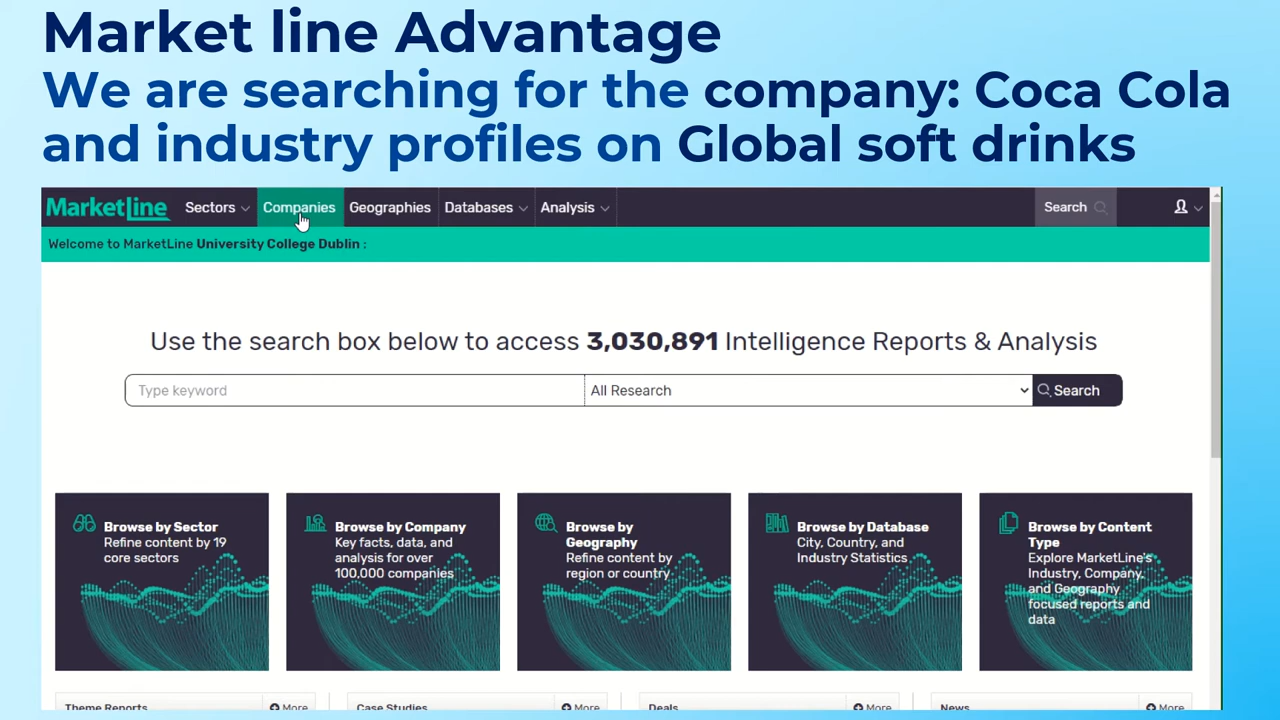 Market line Advantage
We are searching for the company: Coca Cola
and industry profiles on Global soft drinks
MarketLine Sectors Companies Geographies Databases Analysis Search
Welcome to MarketLine University College Dublin :
Use the search box below to access 3,030,891 Intelligence Reports & Analysis
Type keyword All Research Search
Browse by Sector
Refine content by 19
core sectors
Browse by Company
Key facts, data, and
analysis for over
100,000 companies
Browse by
Geography
Refine content by
region or country
Browse by Database
City, Country, and
Industry Statistics
Browse by Content
Type
Explore MarketLine's
Industry, Company,
and Geography
focused reports and
data
Theme Reports More Case Studies More Deals More News More